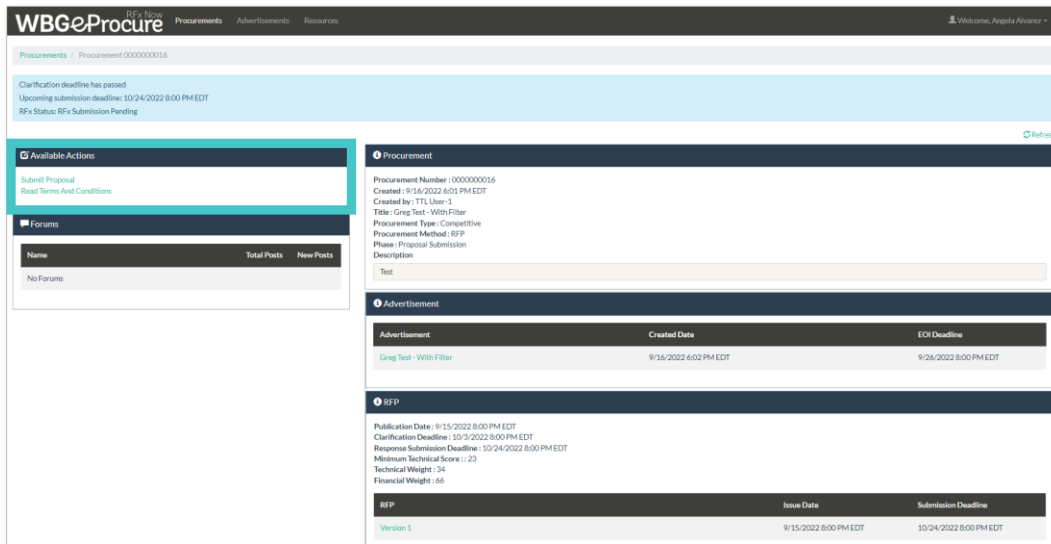 WBGeProcure
RFx Now
Procurements Advertisements Resources
Welcome, Angela Alvarez
Procurements / Procurement 0000000016
Clarification deadline has passed
Upcoming submission deadline: 10/24/2022 8:00 PM EDT
RFx Status: RFx Submission Pending
Refres
Available Actions
Submit Proposal
Read Terms And Conditions
Forums
Name Total Posts New Posts
No Forums
Procurement
Procurement Number : 0000000016
Created : 9/16/2022 6:01 PM EDT
Created by : TTL User-1
Title : Greg Test - With Filter
Procurement Type : Competitive
Procurement Method : RFP
Phase : Proposal Submission
Description
Test
Advertisement
Advertisement Created Date EOI Deadline
Greg Test - With Filter 9/16/2022 6:02 PM EDT 9/26/2022 8:00 PM EDT
RFP
Publication Date : 9/15/2022 8:00 PM EDT
Clarification Deadline : 10/3/2022 8:00 PM EDT
Response Submission Deadline : 10/24/2022 8:00 PM EDT
Minimum Technical Score : : 23
Technical Weight : 34
Financial Weight : 66
RFP Issue Date Submission Deadline
Version 1 9/15/2022 8:00 PM EDT 10/24/2022 8:00 PM EDT